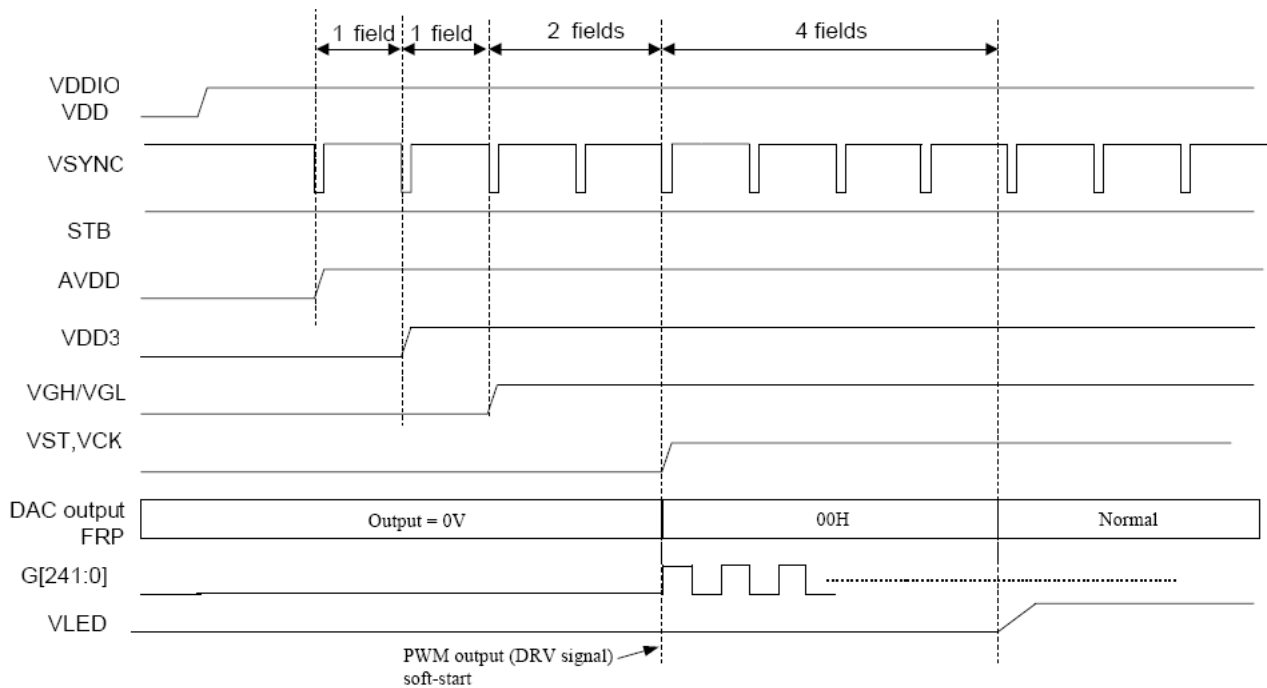 1 field 1 field 2 fields 4 fields
VDDIO
VDD
VSYNC
STB
AVDD
VDD3
VGH/VGL
VST,VCK
DAC output
FRP
Output = 0V 00H Normal
G[241:0]
VLED
PWM output (DRV signal)
soft-start